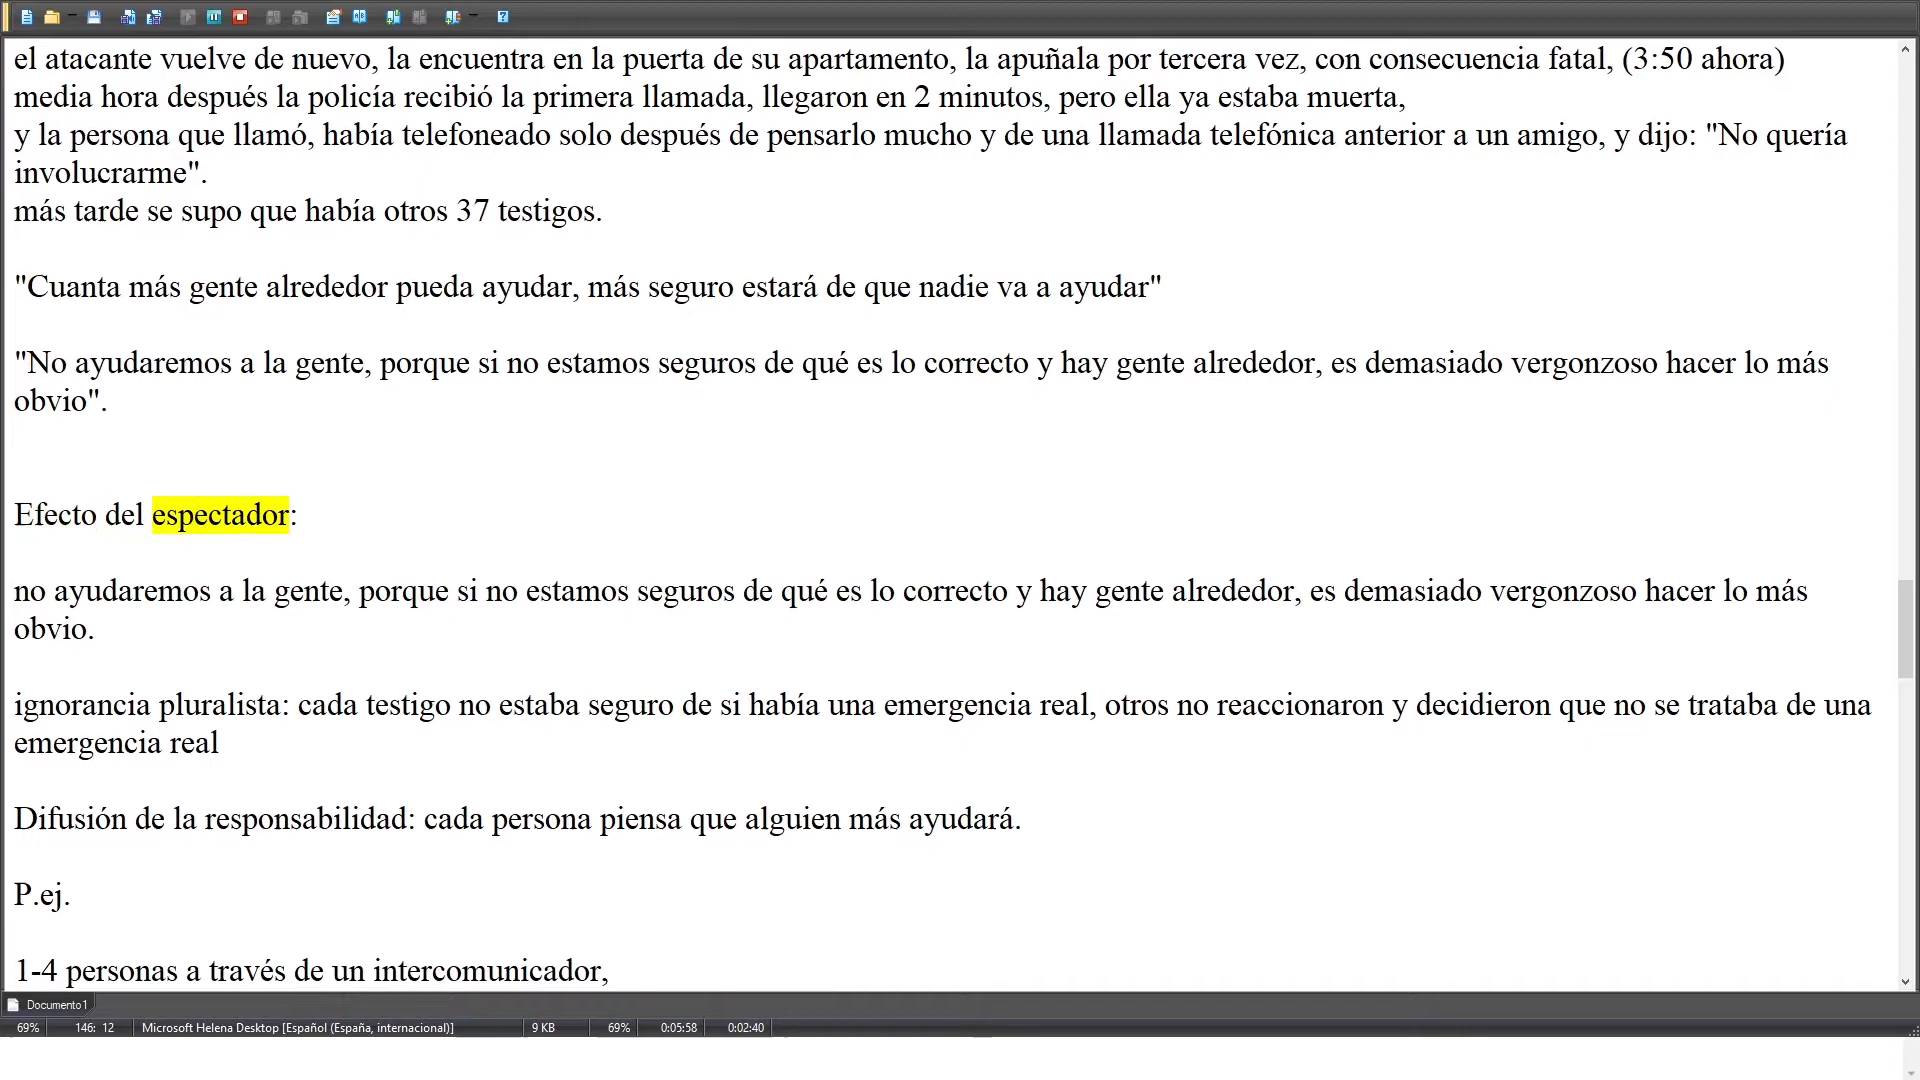 el atacante vuelve de nuevo, la encuentra en la puerta de su apartamento, la apuñala por tercera vez, con consecuencia fatal, (3:50 ahora)
media hora después la policía recibió la primera llamada, llegaron en 2 minutos, pero ella ya estaba muerta,
y la persona que llamó, había telefoneado solo después de pensarlo mucho y de una llamada telefónica anterior a un amigo, y dijo: "No quería
involucrarme".
más tarde se supo que había otros 37 testigos.
"Cuanta más gente alrededor pueda ayudar, más seguro estará de que nadie va a ayudar"
"No ayudaremos a la gente, porque si no estamos seguros de qué es lo correcto y hay gente alrededor, es demasiado vergonzoso hacer lo más
obvio".
Efecto del espectador:
no ayudaremos a la gente, porque si no estamos seguros de qué es lo correcto y hay gente alrededor, es demasiado vergonzoso hacer lo más
obvio.
ignorancia pluralista: cada testigo no estaba seguro de si había una emergencia real, otros no reaccionaron y decidieron que no se trataba de una
emergencia real
Difusión de la responsabilidad: cada persona piensa que alguien más ayudará.
P.ej.
1-4 personas a través de un intercomunicador,
Documento1
69% 146: 12 Microsoft Helena Desktop [Español (España, internacional)] 9 KB 69% 0:05:58 0:02:40